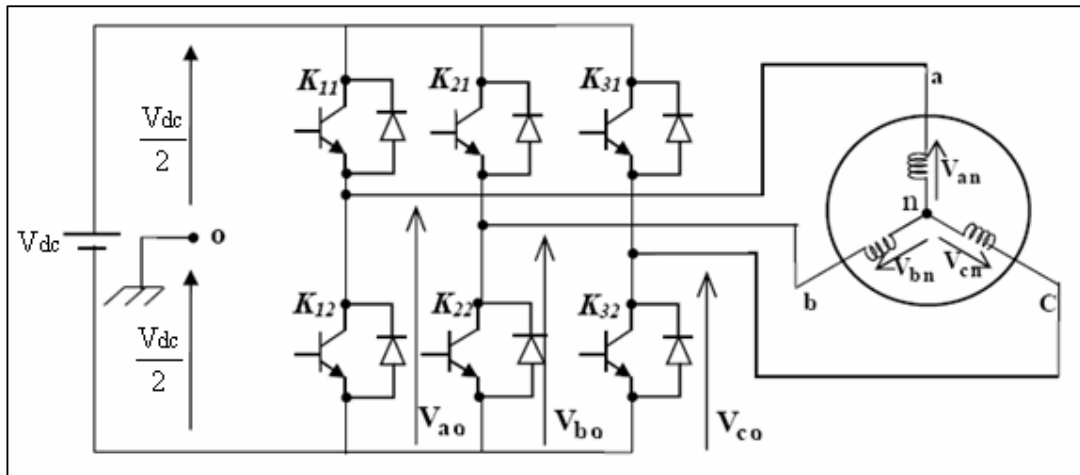 K11
K21
K31
a
Vdc
2
Van
n
Vdc
o
Vbn
Vcn
b
C
K12
K22
K32
Vdc
2
Vao
Vbo
Vco